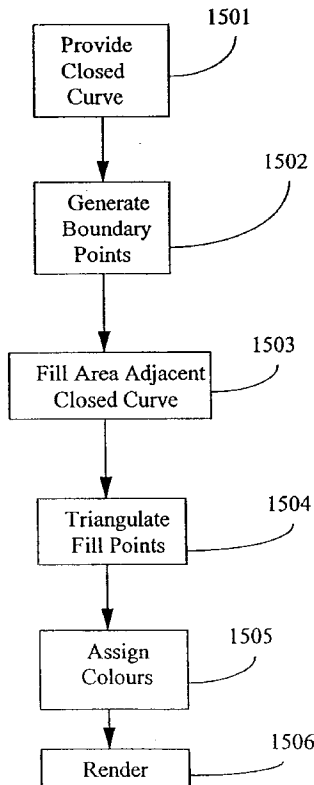 1501
Provide
Closed
Curve
1502
Generate
Boundary
Points
1503
Fill Area Adjacent
Closed Curve
1504
Triangulate
Fill Points
1505
Assign
Colours
1506
Render